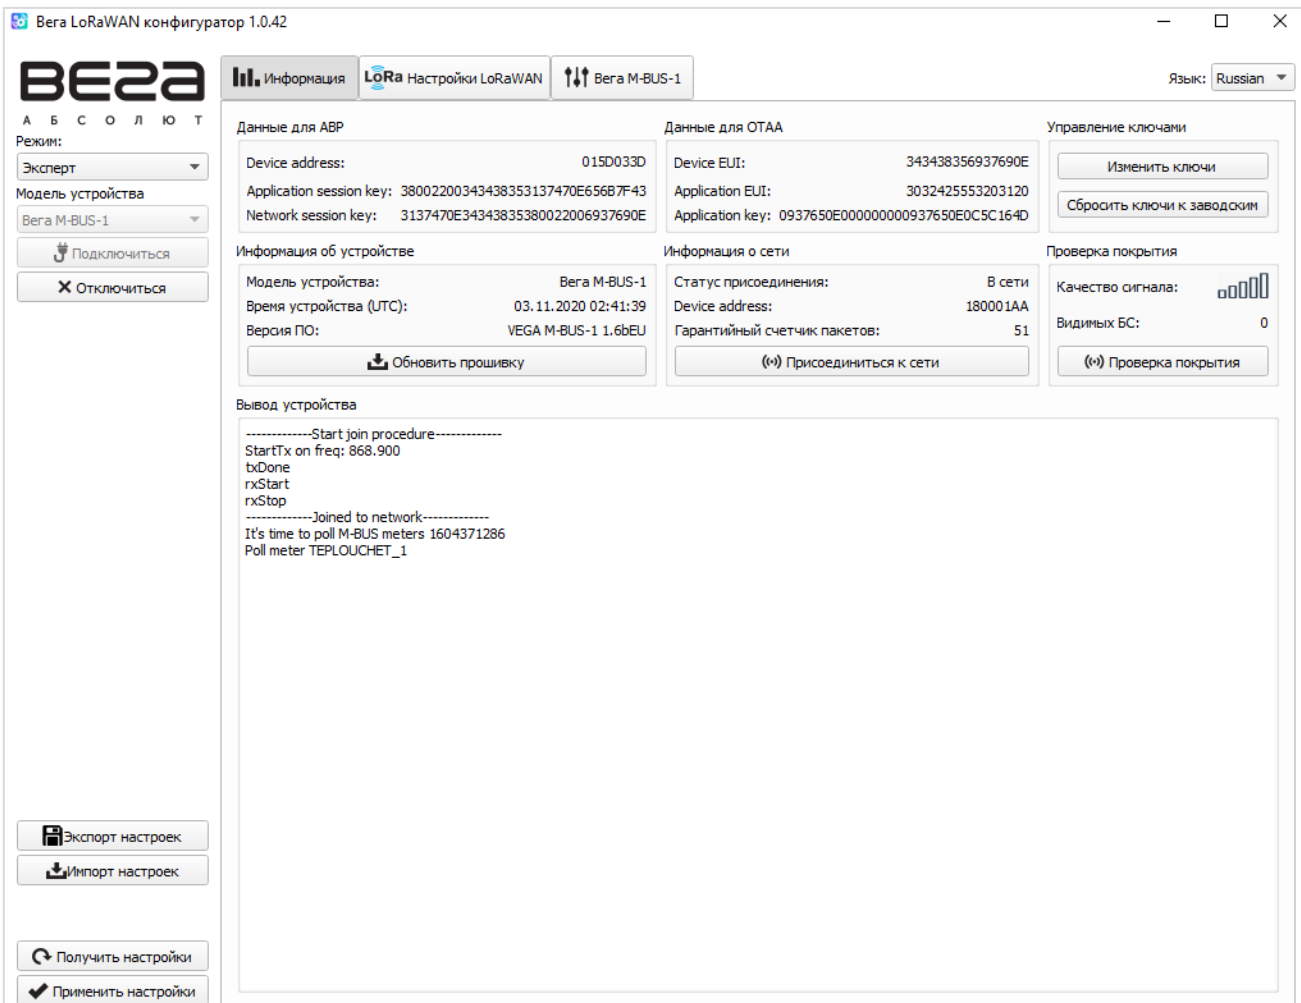 Вега LoRaWAN конфигуратор 1.0.42
ВЕГА
АБСОЛЮТ
Режим:
Эксперт
Модель устройства
Вега M-BUS-1
Подключиться
Отключиться
Экспорт настроек
Импорт настроек
Получить настройки
Применить настройки
Информация
LoRa Настройки LoRaWAN
Вега M-BUS-1
Язык: Russian
Данные для ABP
Device address: 015D033D
Application session key: 38002200343438353137470E656B7F43
Network session key: 3137470E34343835380022006937690E
Данные для OTAA
Device EUI: 343438356937690E
Application EUI: 3032425553203120
Application key: 0937650E000000000937650E0C5C164D
Управление ключами
Изменить ключи
Сбросить ключи к заводским
Информация об устройстве
Модель устройства: Вега M-BUS-1
Время устройства (UTC): 03.11.2020 02:41:39
Версия ПО: VEGA M-BUS-1 1.6bEU
Обновить прошивку
Информация о сети
Статус присоединения: В сети
Device address: 180001AA
Гарантийный счетчик пакетов: 51
Присоединиться к сети
Проверка покрытия
Качество сигнала:
Видимых БС: 0
Проверка покрытия
Вывод устройства
-------------Start join procedure-------------
StartTx on freq: 868.900
txDone
rxStart
rxStop
-------------Joined to network-------------
It's time to poll M-BUS meters 1604371286
Poll meter TEPLOUCHET_1